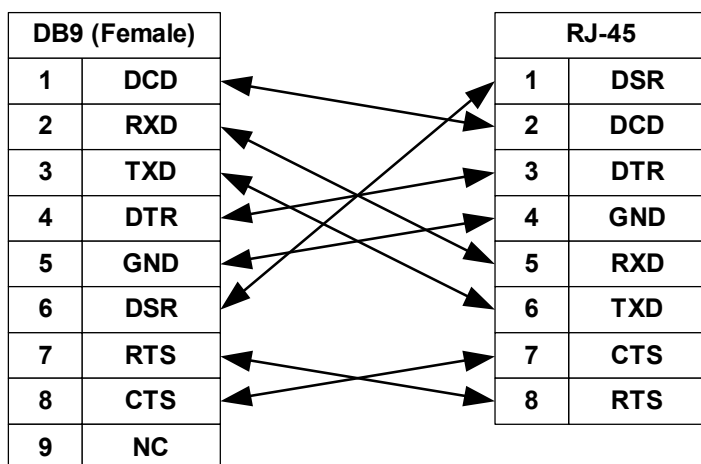 DB9 (Female) RJ-45
1 DCD 1 DSR
2 RXD 2 DCD
3 TXD 3 DTR
4 DTR 4 GND
5 GND 5 RXD
6 DSR 6 TXD
7 RTS 7 CTS
8 CTS 8 RTS
9 NC